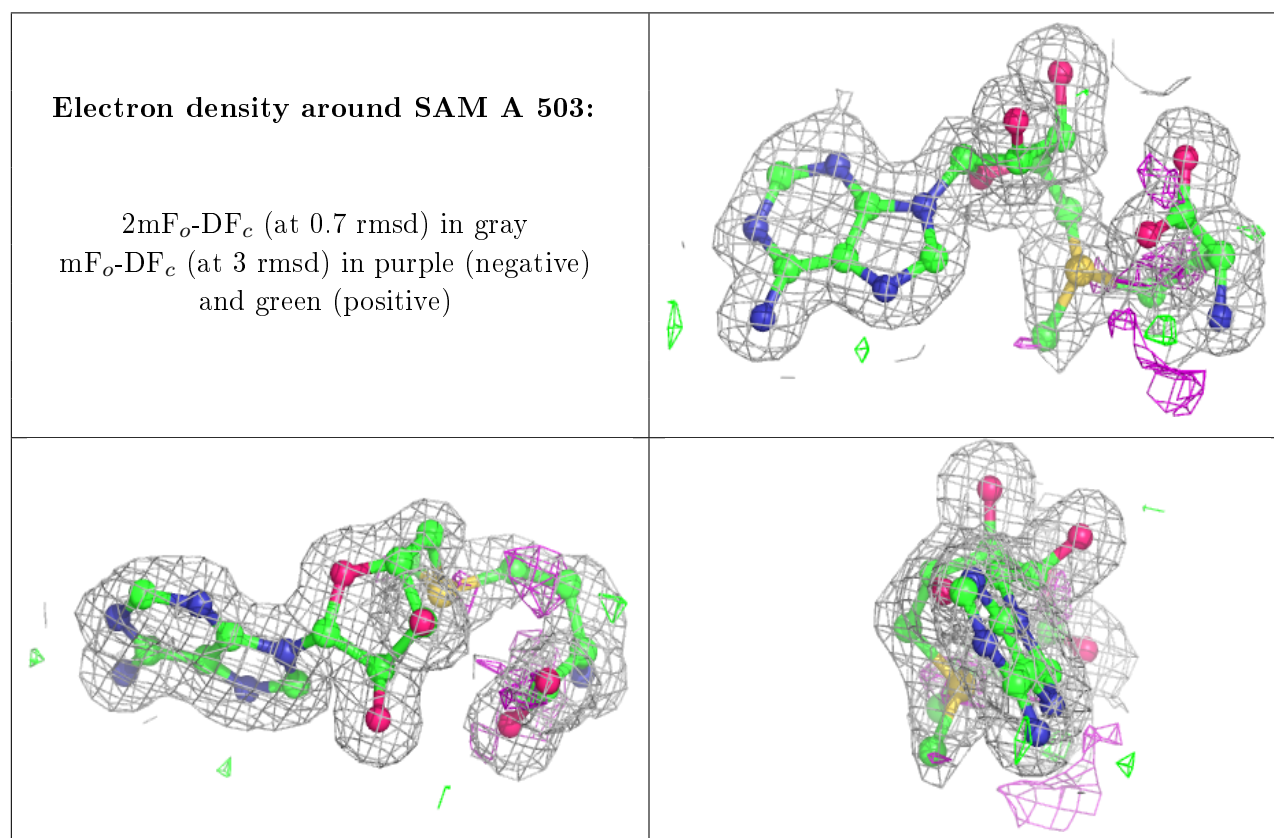 Electron density around SAM A 503:
2mFₒ-DF𝒸 (at 0.7 rmsd) in gray
mFₒ-DF𝒸 (at 3 rmsd) in purple (negative)
and green (positive)